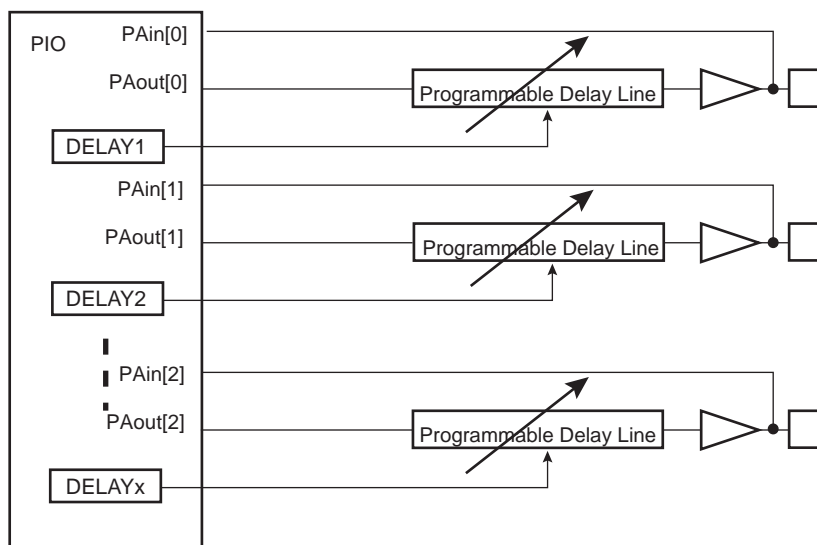 PIO
PAin[0]
PAout[0]
Programmable Delay Line
DELAY1
PAin[1]
PAout[1]
Programmable Delay Line
DELAY2
PAin[2]
PAout[2]
Programmable Delay Line
DELAYx